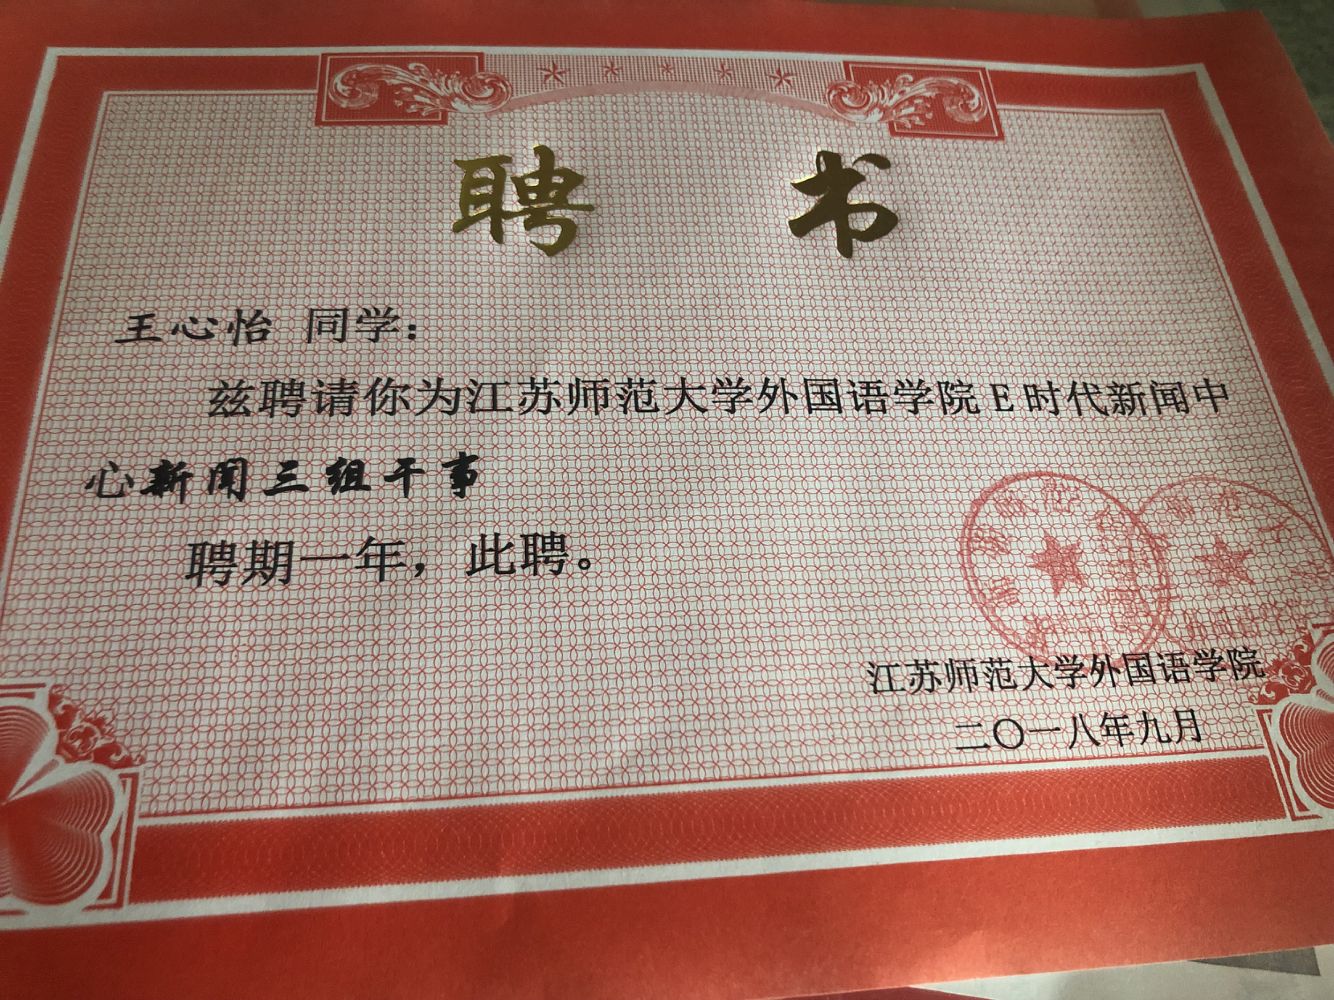 聘书
王心怡 同学：
兹聘请你为江苏师范大学外国语学院E时代新闻中
心新闻三组干事
聘期一年，此聘。
江苏师范大学外国语学院
二〇一八年九月